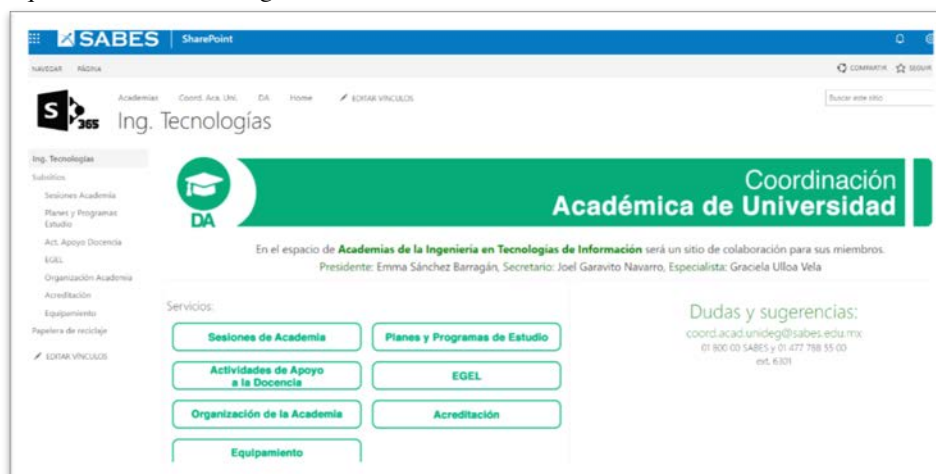 SABES SharePoint
NAVEGAR PÁGINA
COMPARTIR SEGUIR
Academias Coord. Aca. Uni. DA Home EDITAR VÍNCULOS
Buscar este sitio
S 365
Ing. Tecnologías
Ing. Tecnologías
Subsitios
Sesiones Academia
Planes y Programas
Estudio
Act. Apoyo Docencia
EGEL
Organización Academia
Acreditación
Equipamiento
Papelera de reciclaje
EDITAR VÍNCULOS
DA
Coordinación
Académica de Universidad
En el espacio de Academias de la Ingeniería en Tecnologías de Información será un sitio de colaboración para sus miembros.
Presidente: Emma Sánchez Barragán, Secretario: Joel Garavito Navarro, Especialista: Graciela Ulloa Vela
Servicios:
Sesiones de Academia
Planes y Programas de Estudio
Actividades de Apoyo
a la Docencia
EGEL
Organización de la Academia
Acreditación
Equipamiento
Dudas y sugerencias:
coord.acad.unideg@sabes.edu.mx
01 800 00 SABES y 01 477 788 55 00
ext. 6301